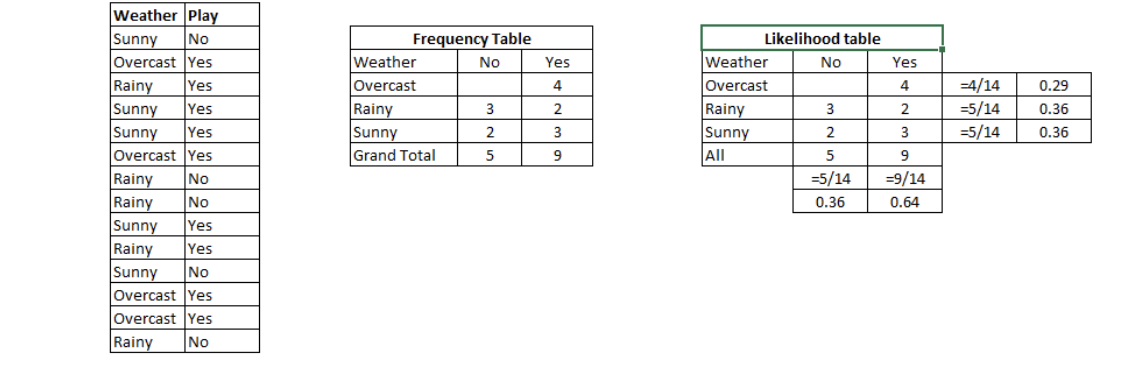 Weather Play
Sunny No
Overcast Yes
Rainy Yes
Sunny Yes
Sunny Yes
Overcast Yes
Rainy No
Rainy No
Sunny Yes
Rainy Yes
Sunny No
Overcast Yes
Overcast Yes
Rainy No
Frequency Table
Weather No Yes
Overcast 4
Rainy 3 2
Sunny 2 3
Grand Total 5 9
Likelihood table
Weather No Yes
Overcast 4 =4/14 0.29
Rainy 3 2 =5/14 0.36
Sunny 2 3 =5/14 0.36
All 5 9
=5/14 =9/14
0.36 0.64